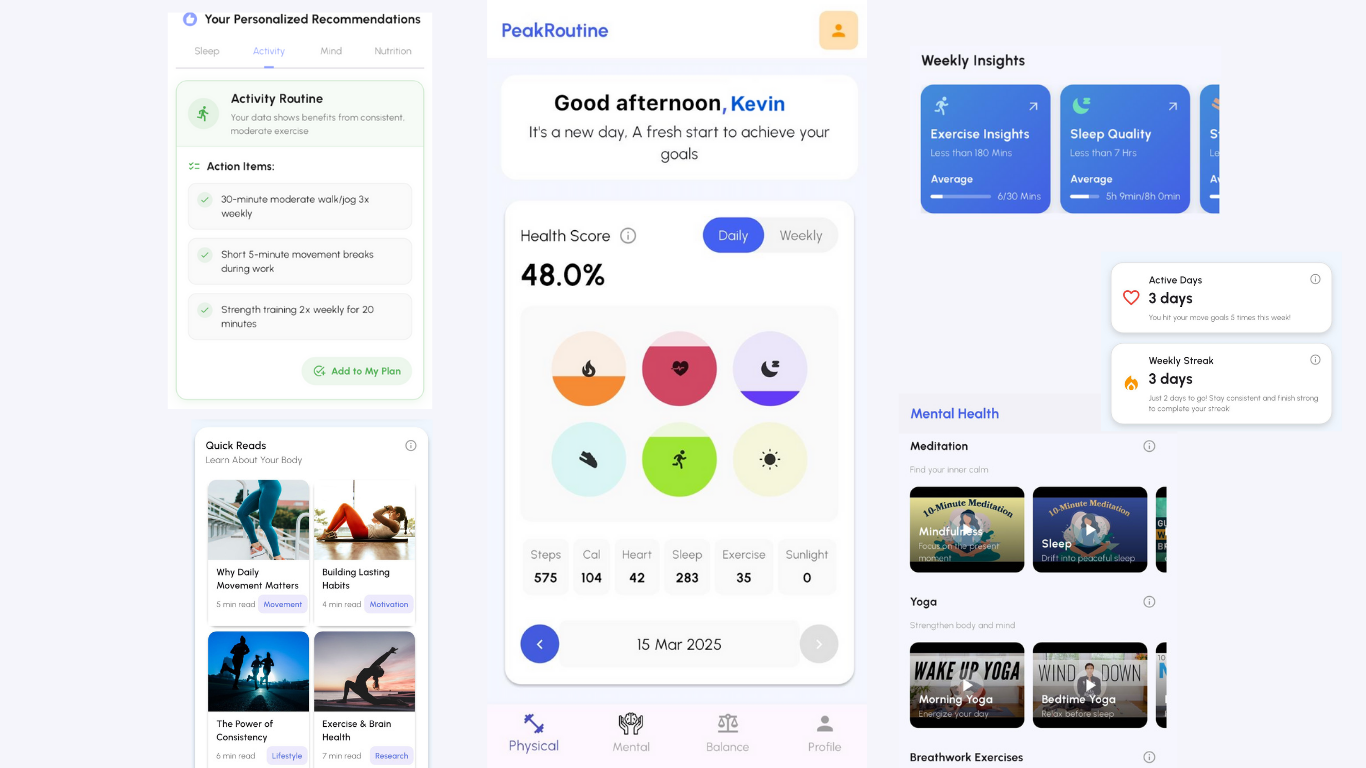 Your Personalized Recommendations
Sleep
Activity
Mind
Nutrition
Activity Routine
Your data shows benefits from consistent,
moderate exercise
Action Items:
30-minute moderate walk/jog 3x
weekly
Short 5-minute movement breaks
during work
Strength training 2x weekly for 20
minutes
Add to My Plan
Quick Reads
Learn About Your Body
Why Daily
Movement Matters
5 min read
Movement
Building Lasting
Habits
4 min read
Motivation
The Power of
Consistency
6 min read
Lifestyle
Exercise & Brain
Health
7 min read
Research
PeakRoutine
Good afternoon, Kevin
It's a new day, A fresh start to achieve your
goals
Health Score
Daily
Weekly
48.0%
Steps
575
Cal
104
Heart
42
Sleep
283
Exercise
35
Sunlight
0
15 Mar 2025
Physical
Mental
Balance
Profile
Weekly Insights
Exercise Insights
Less than 180 Mins
Average
6/30 Mins
Sleep Quality
Less than 7 Hrs
Average
5h 9min/8h 0min
Active Days
3 days
You hit your move goals 5 times this week!
Weekly Streak
3 days
Just 2 days to go! Stay consistent and finish strong
to complete your streak!
Mental Health
Meditation
Find your inner calm
10-Minute Meditation
Mindfulness
Focus on the present
moment
10-Minute Meditation
Sleep
Drift into peaceful sleep
Yoga
Strengthen body and mind
WAKE UP YOGA
Morning Yoga
Energize your day
WIND DOWN
Bedtime Yoga
Relax before sleep
Breathwork Exercises